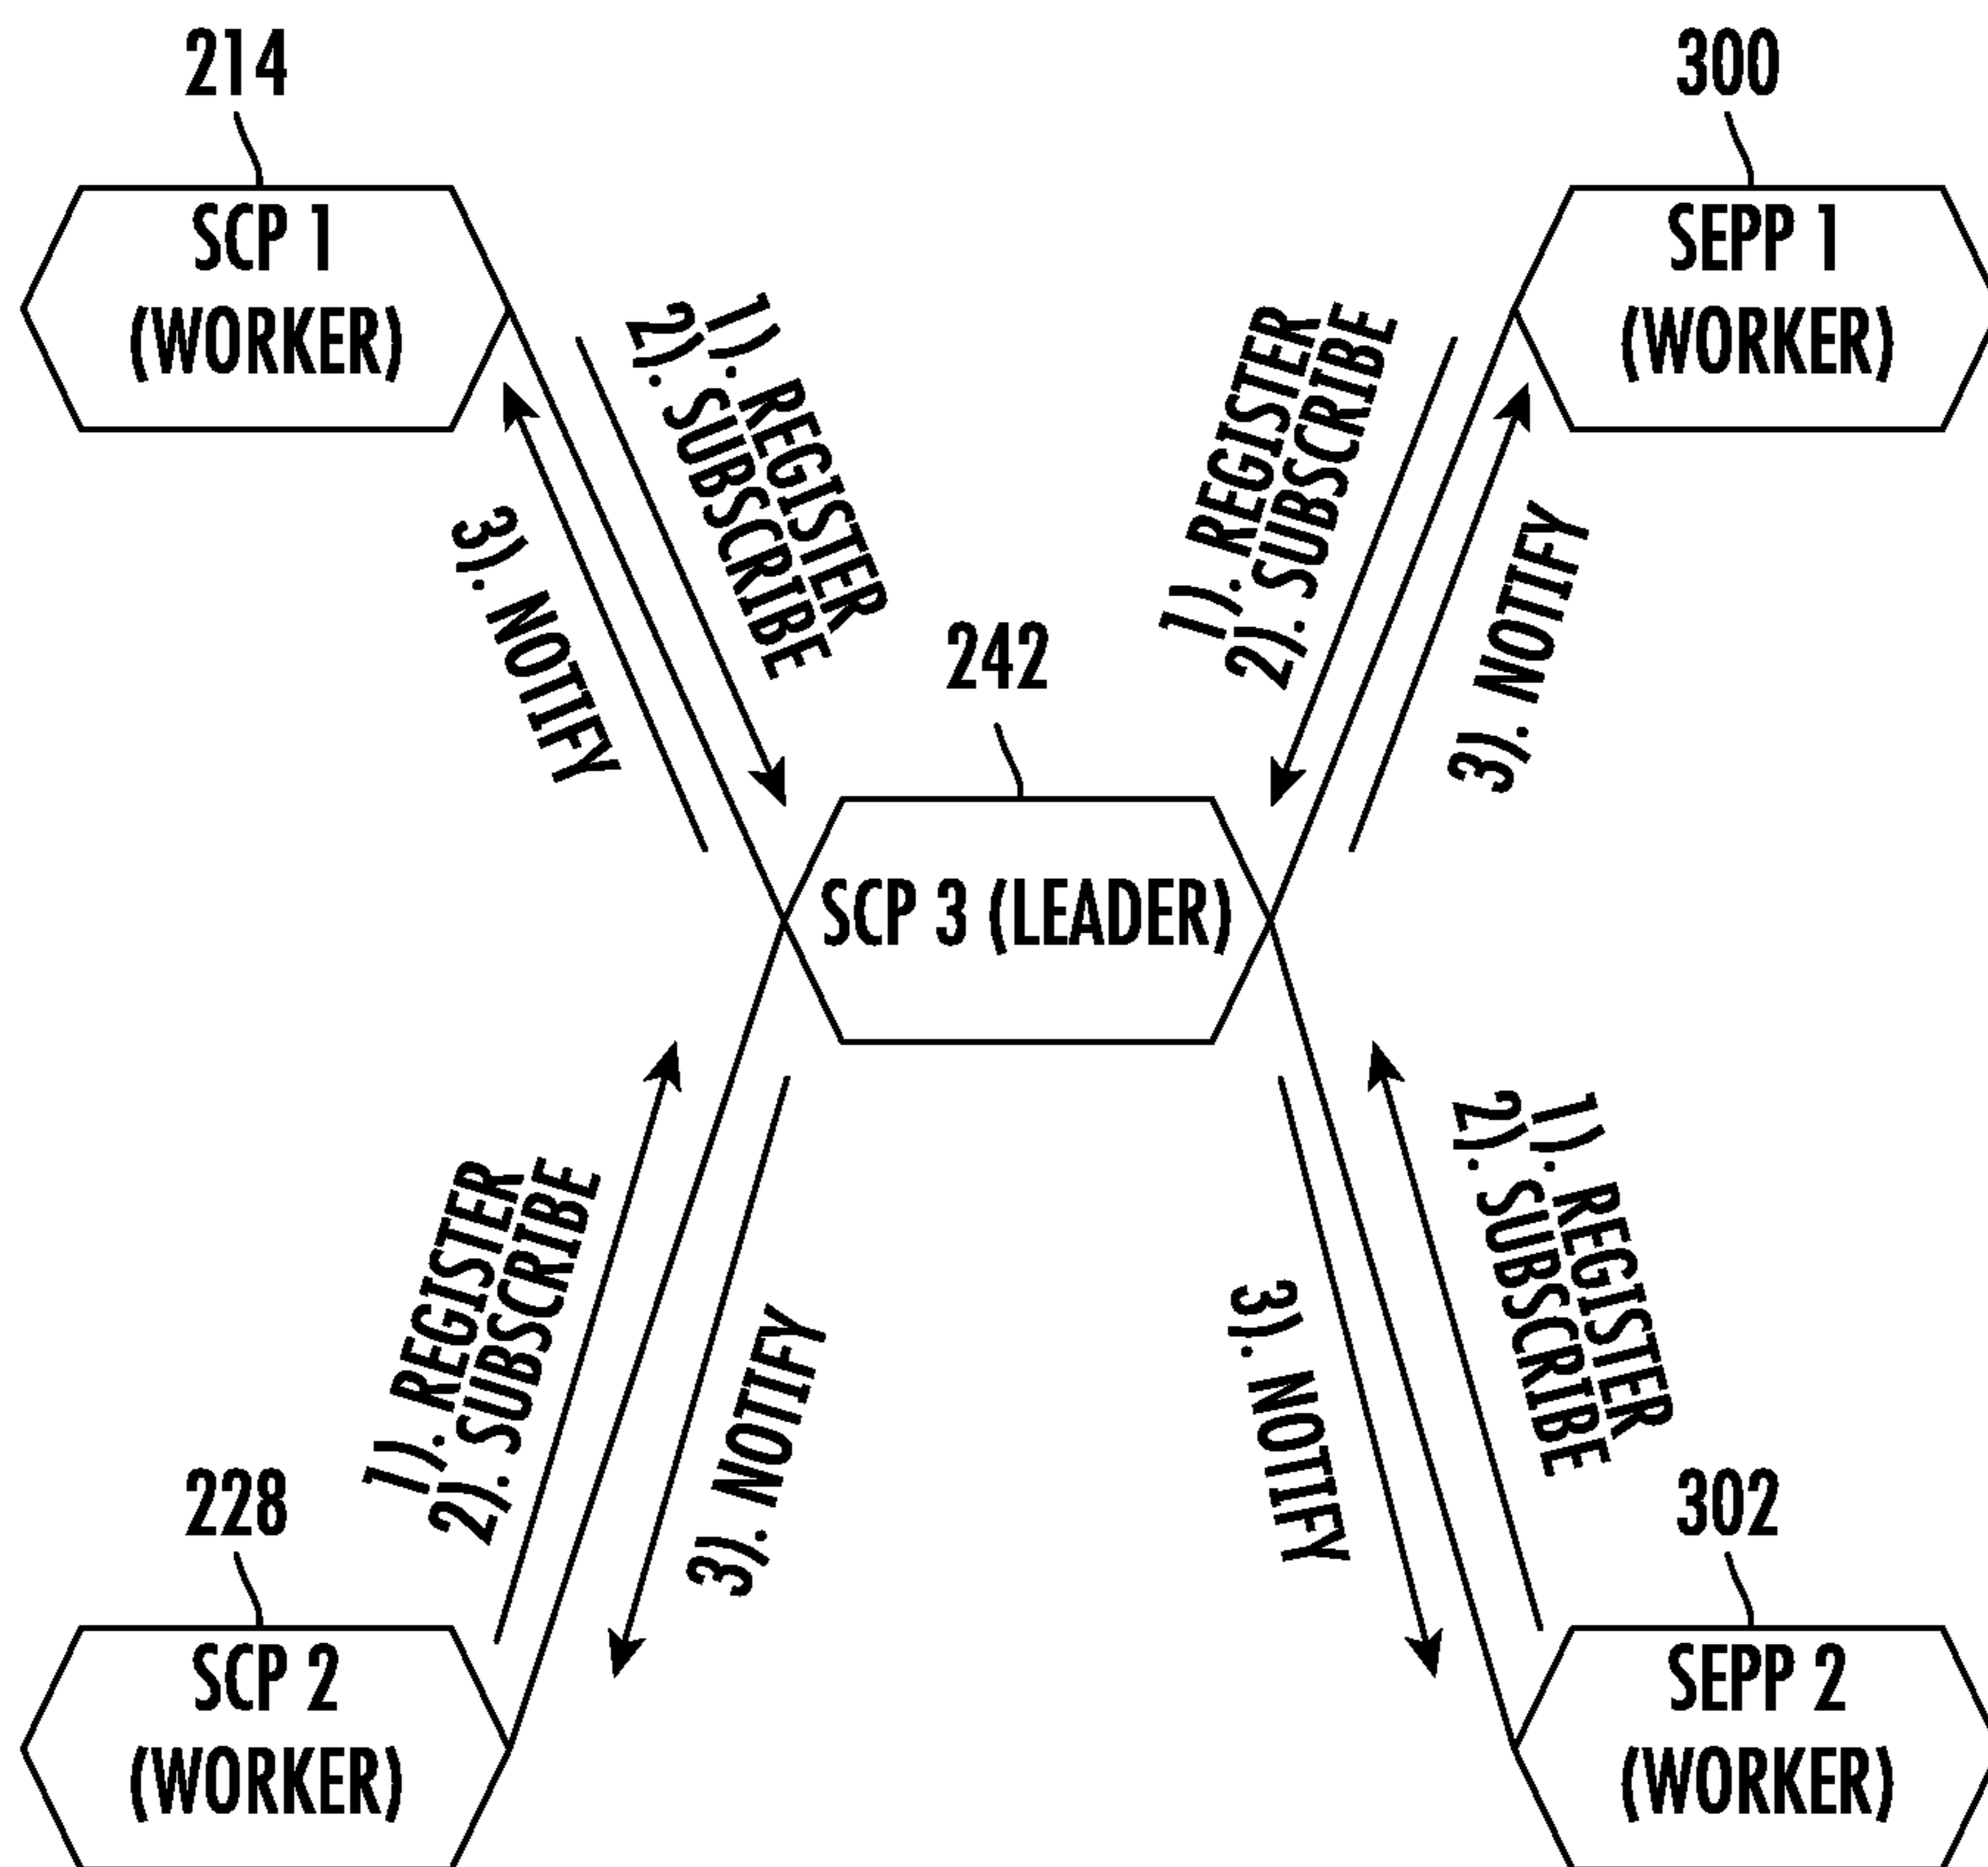 214
300
SCP 1
(WORKER)
SEPP 1
(WORKER)
1). REGISTER
2). SUBSCRIBE
3). NOTIFY
1). REGISTER
2). SUBSCRIBE
3). NOTIFY
242
SCP 3 (LEADER)
1). REGISTER
2). SUBSCRIBE
3). NOTIFY
3). NOTIFY
1). REGISTER
2). SUBSCRIBE
228
302
SCP 2
(WORKER)
SEPP 2
(WORKER)